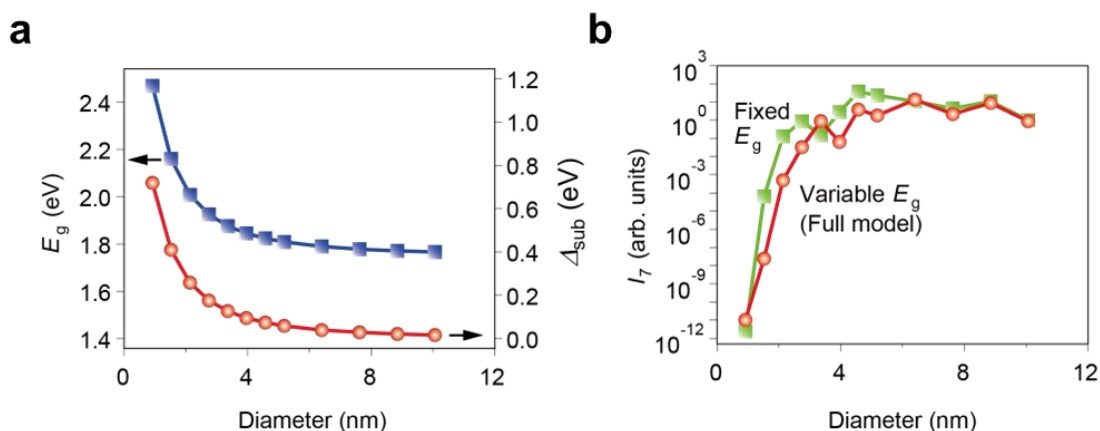 a
E_g (eV)
2.4
2.2
2.0
1.8
1.6
1.4
1.2
1.0
0.8
0.6
0.4
0.2
0.0
Δ_sub (eV)
0 4 8 12
Diameter (nm)
b
I_7 (arb. units)
10^3
10^0
10^-3
10^-6
10^-9
10^-12
Fixed
E_g
Variable E_g
(Full model)
0 4 8 12
Diameter (nm)